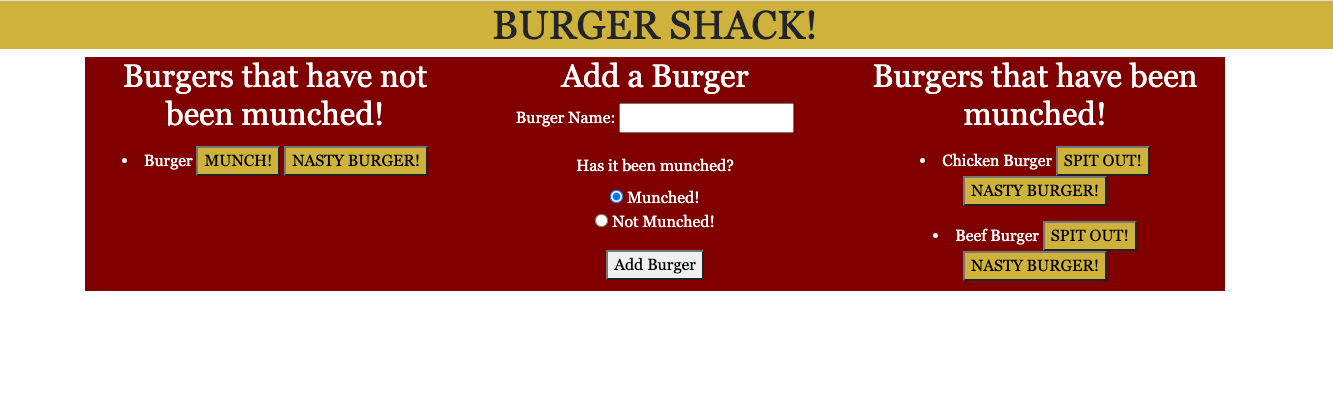 BURGER SHACK!
Burgers that have not
been munched!
Burger MUNCH! NASTY BURGER!
Add a Burger
Burger Name:
Has it been munched?
Munched!
Not Munched!
Add Burger
Burgers that have been
munched!
Chicken Burger SPIT OUT!
NASTY BURGER!
Beef Burger SPIT OUT!
NASTY BURGER!